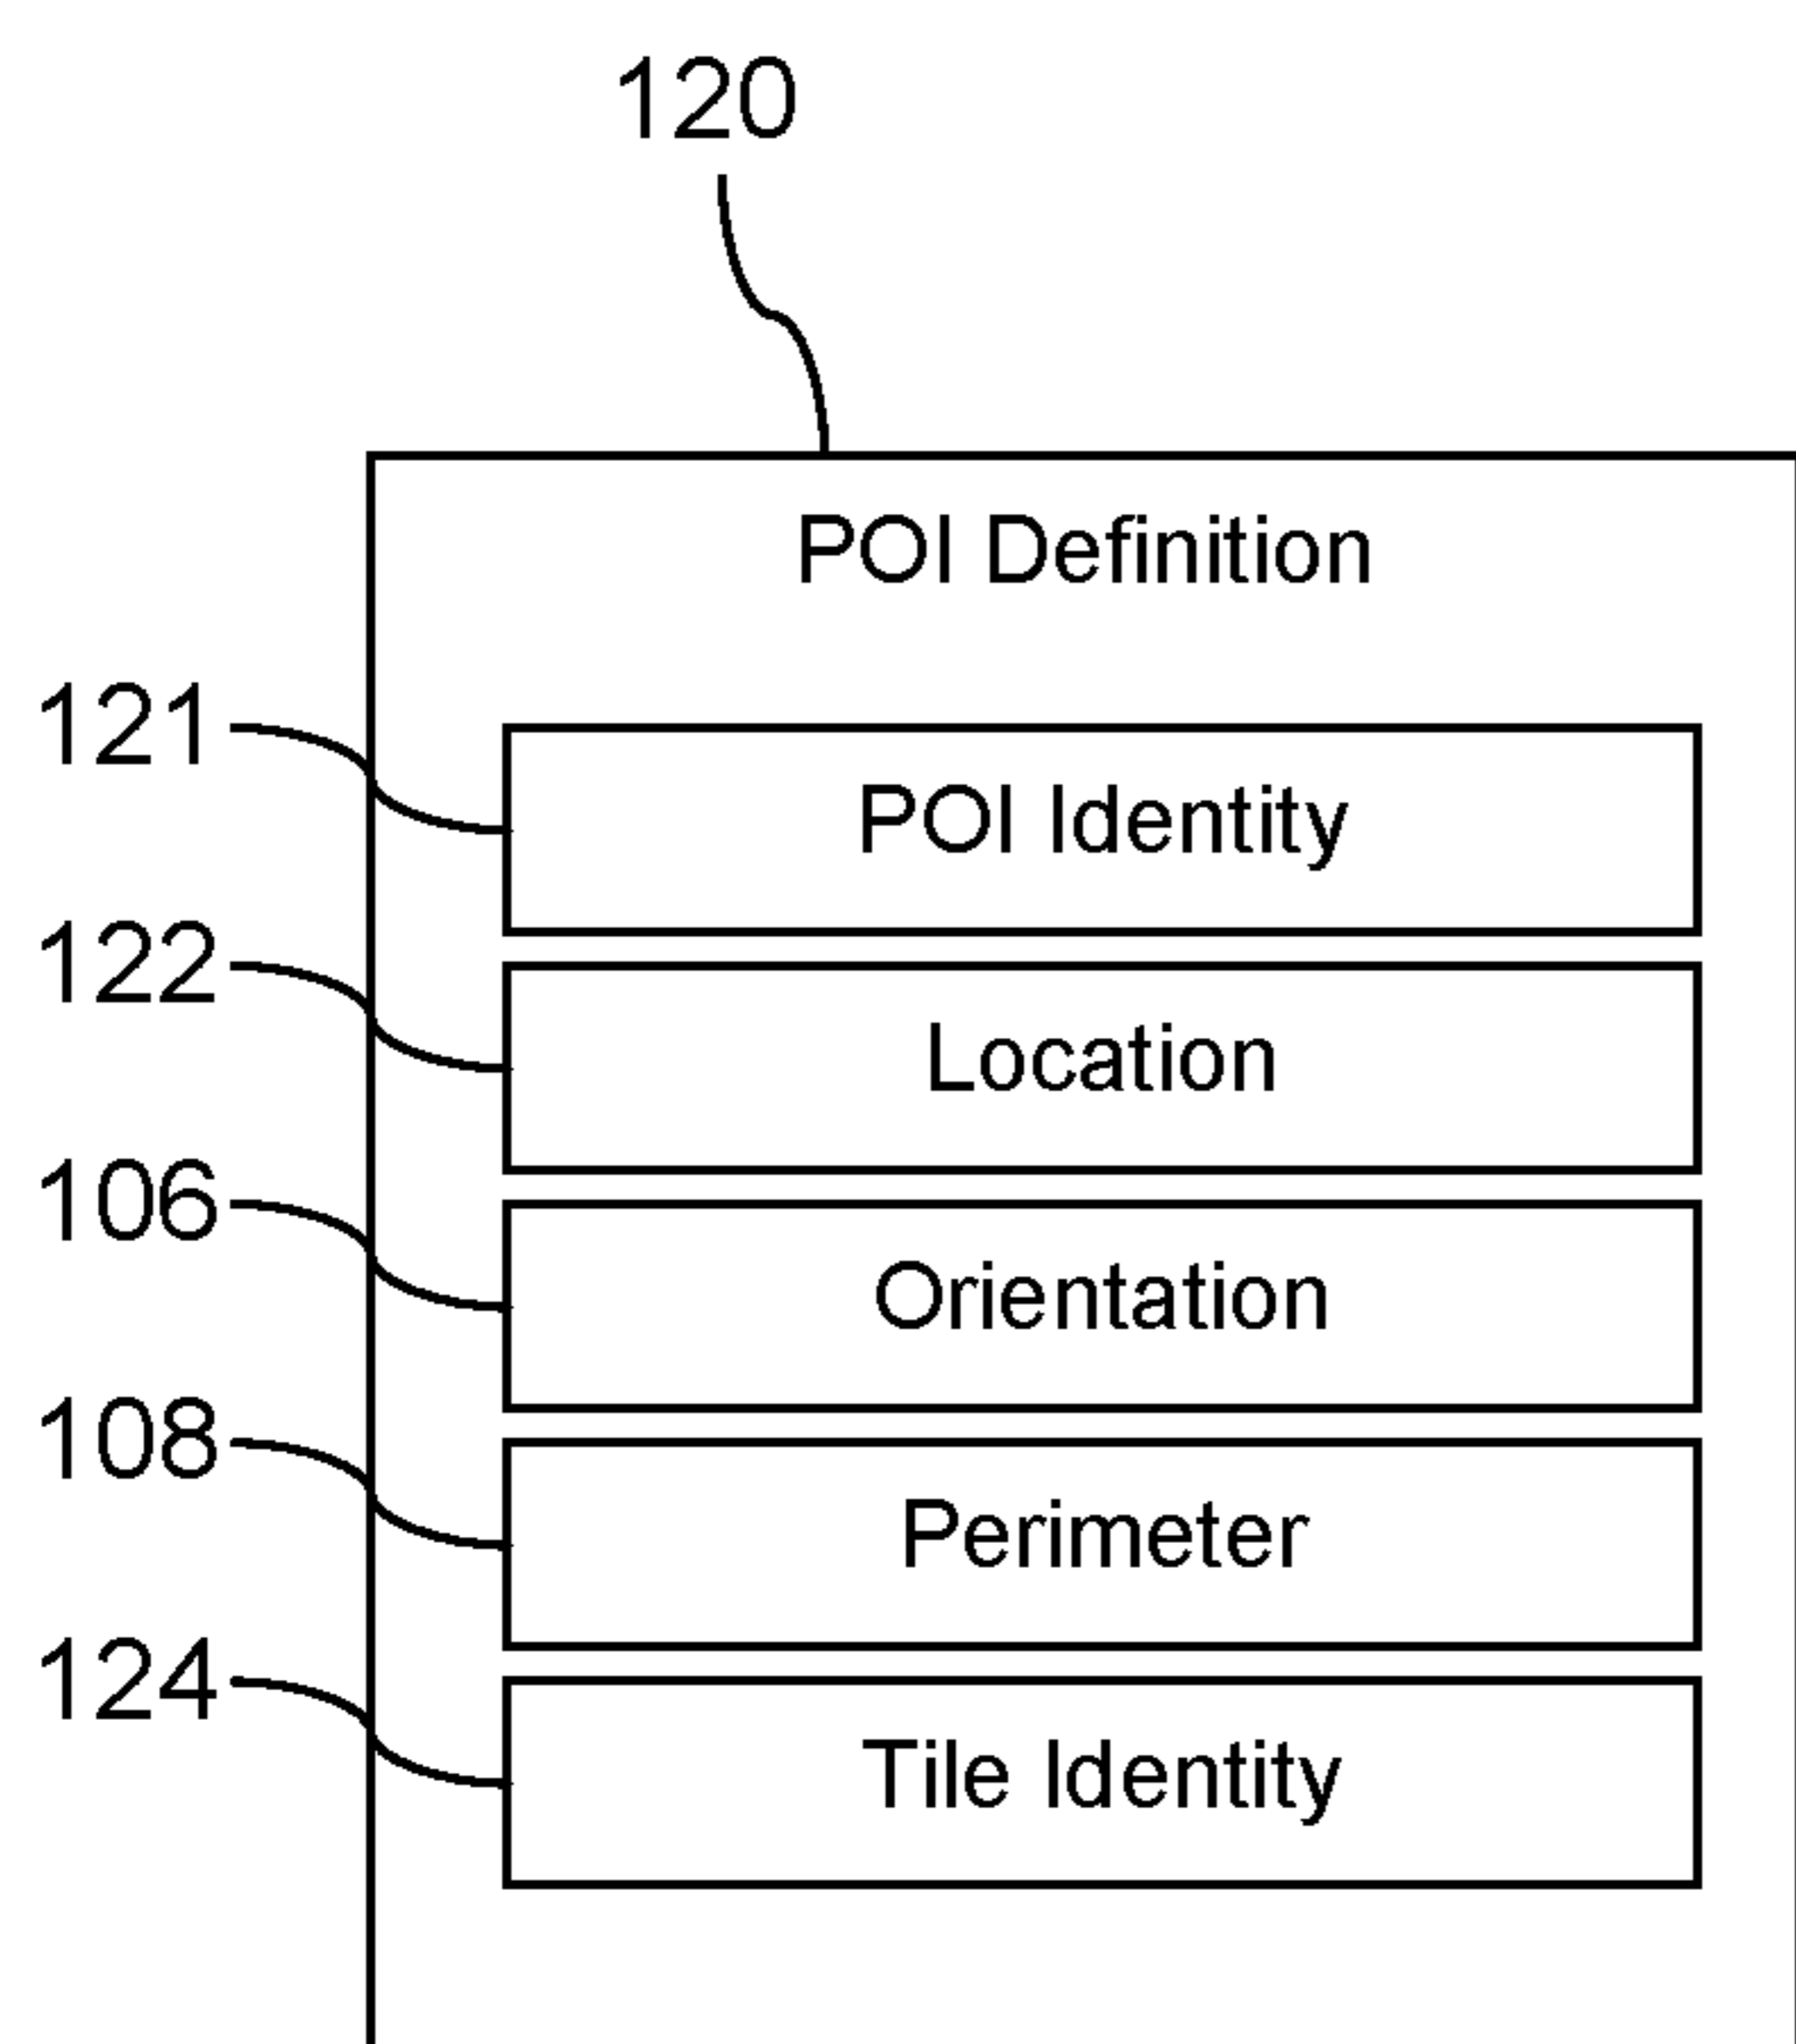 120
POI Definition
121
POI Identity
122
Location
106
Orientation
108
Perimeter
124
Tile Identity